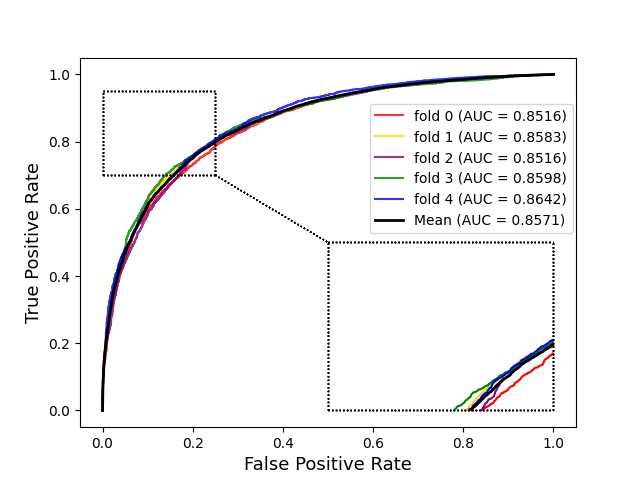 1.0
0.8
0.6
0.4
0.2
0.0
True Positive Rate
fold 0 (AUC = 0.8516)
fold 1 (AUC = 0.8583)
fold 2 (AUC = 0.8516)
fold 3 (AUC = 0.8598)
fold 4 (AUC = 0.8642)
Mean (AUC = 0.8571)
0.0 0.2 0.4 0.6 0.8 1.0
False Positive Rate